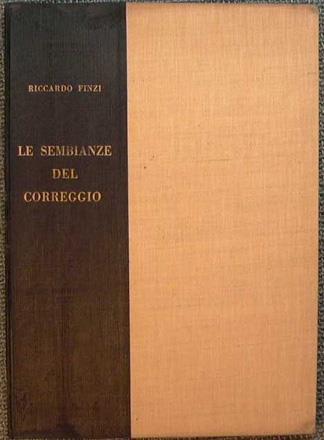 RICCARDO FINZI
LE SEMBIANZE
DEL
CORREGGIO